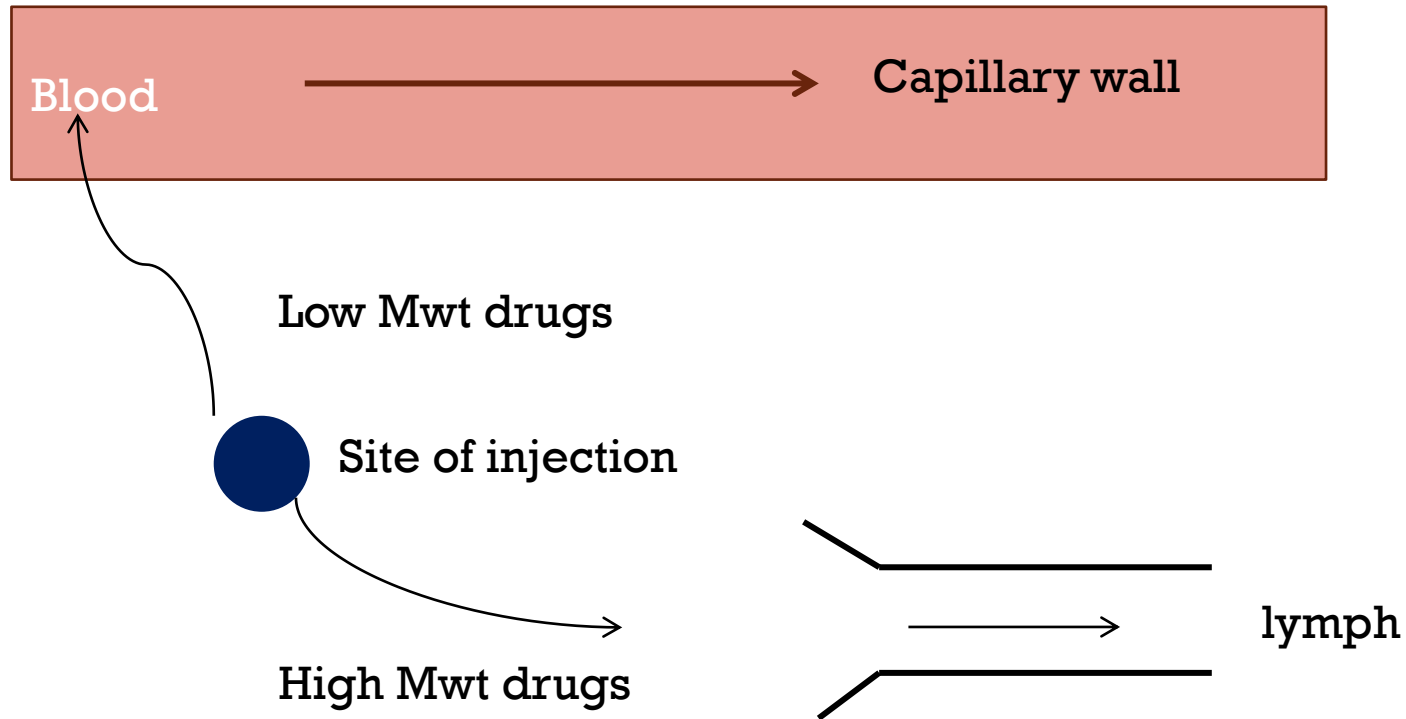 Blood
Capillary wall
Low Mwt drugs
Site of injection
lymph
High Mwt drugs